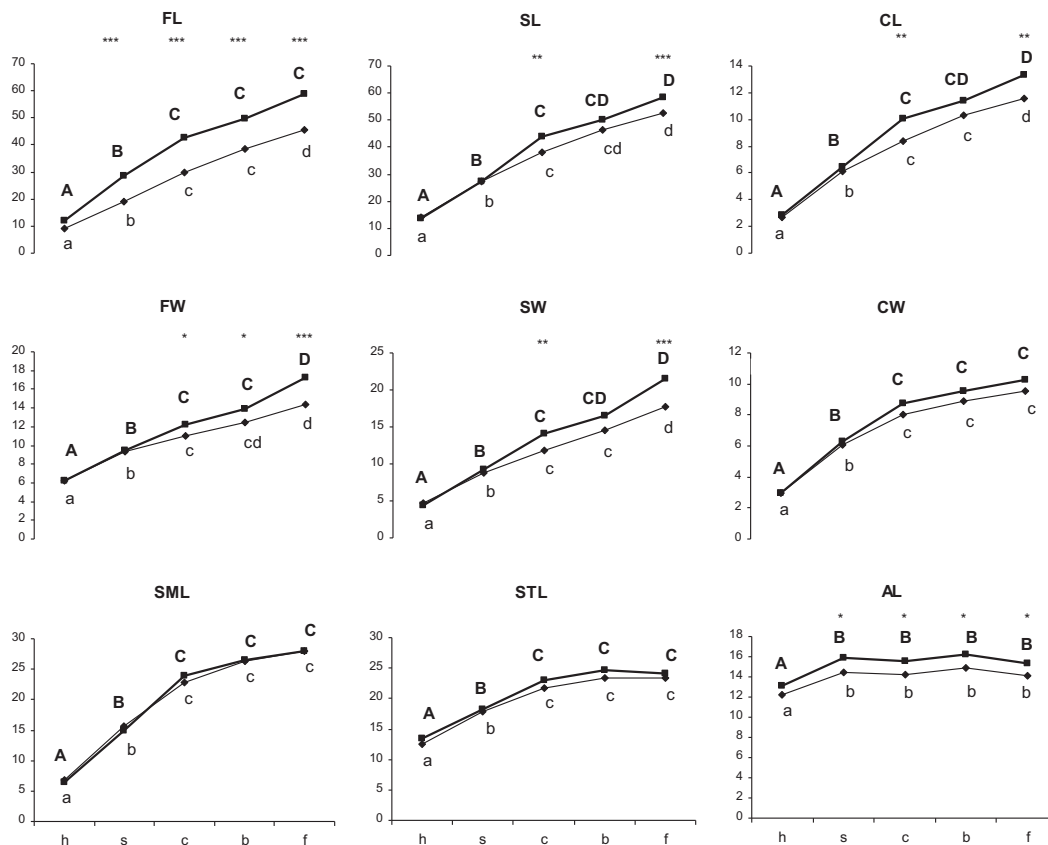 FL
*** *** *** ***
70
60
50
40
30
20
10
0
A B C C C
a b c c d
SL
** ***
70
60
50
40
30
20
10
0
A B C CD D
a b c cd d
CL
** **
14
12
10
8
6
4
2
0
A B C CD D
a b c c d
FW
* * ***
20
18
16
14
12
10
8
6
4
2
0
A B C C D
a b c cd d
SW
** ***
25
20
15
10
5
0
A B C CD D
a b c c d
CW
12
10
8
6
4
2
0
A B C C C
a b c c c
SML
30
25
20
15
10
5
0
A B C C C
a b c c c
h s c b f
STL
30
25
20
15
10
5
0
A B C C C
a b c c c
h s c b f
AL
* * * *
18
16
14
12
10
8
6
4
2
0
A B B B B
a b b b b
h s c b f